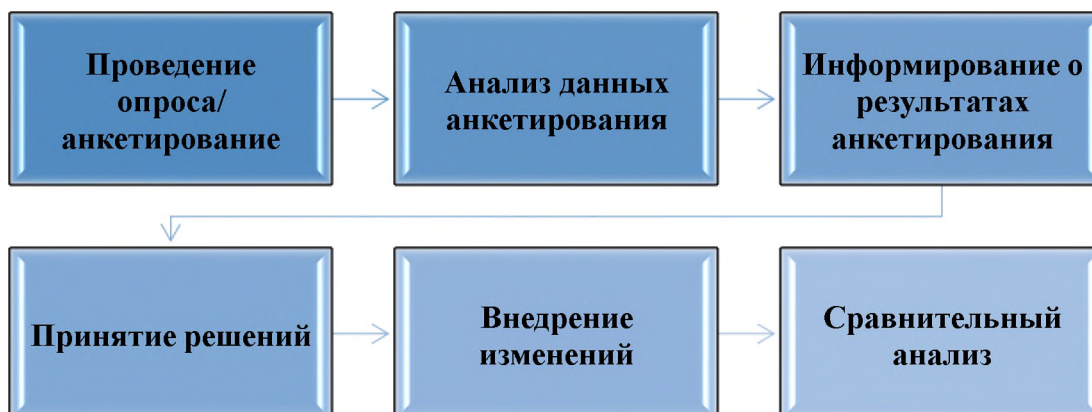 Проведение
опроса/
анкетирование
Анализ данных
анкетирования
Информирование о
результатах
анкетирования
Принятие решений
Внедрение
изменений
Сравнительный
анализ